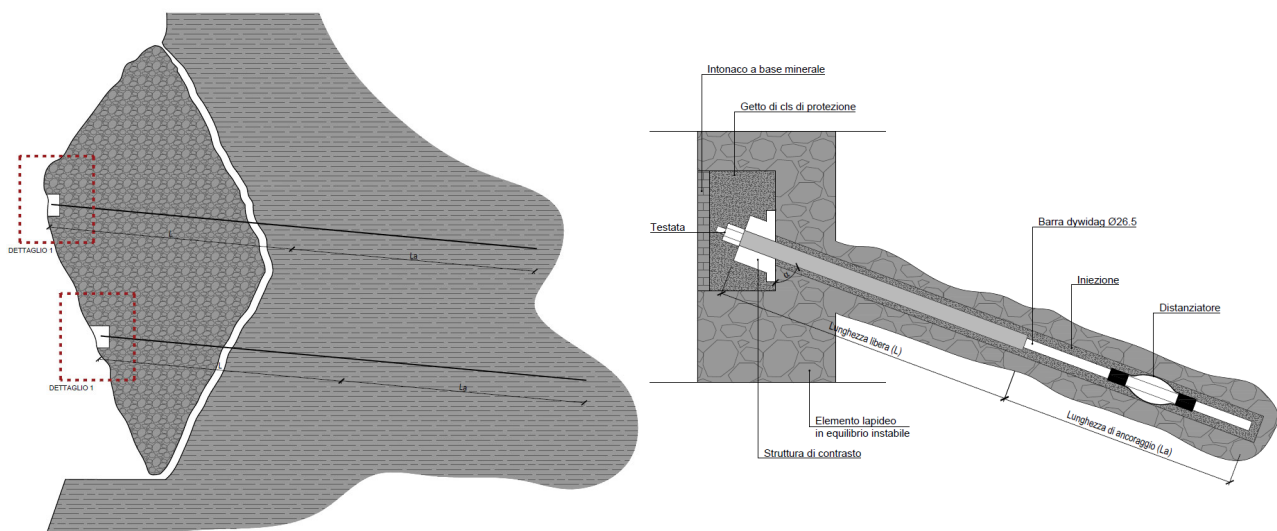 L
La
DETTAGLIO 1
L
La
DETTAGLIO 1
Intonaco a base minerale
Getto di cls di protezione
Testata
Barra dywidag Ø26.5
Iniezione
Distanziatore
α
Lunghezza libera (L)
Lunghezza di ancoraggio (La)
Elemento lapideo
in equilibrio instabile
Struttura di contrasto